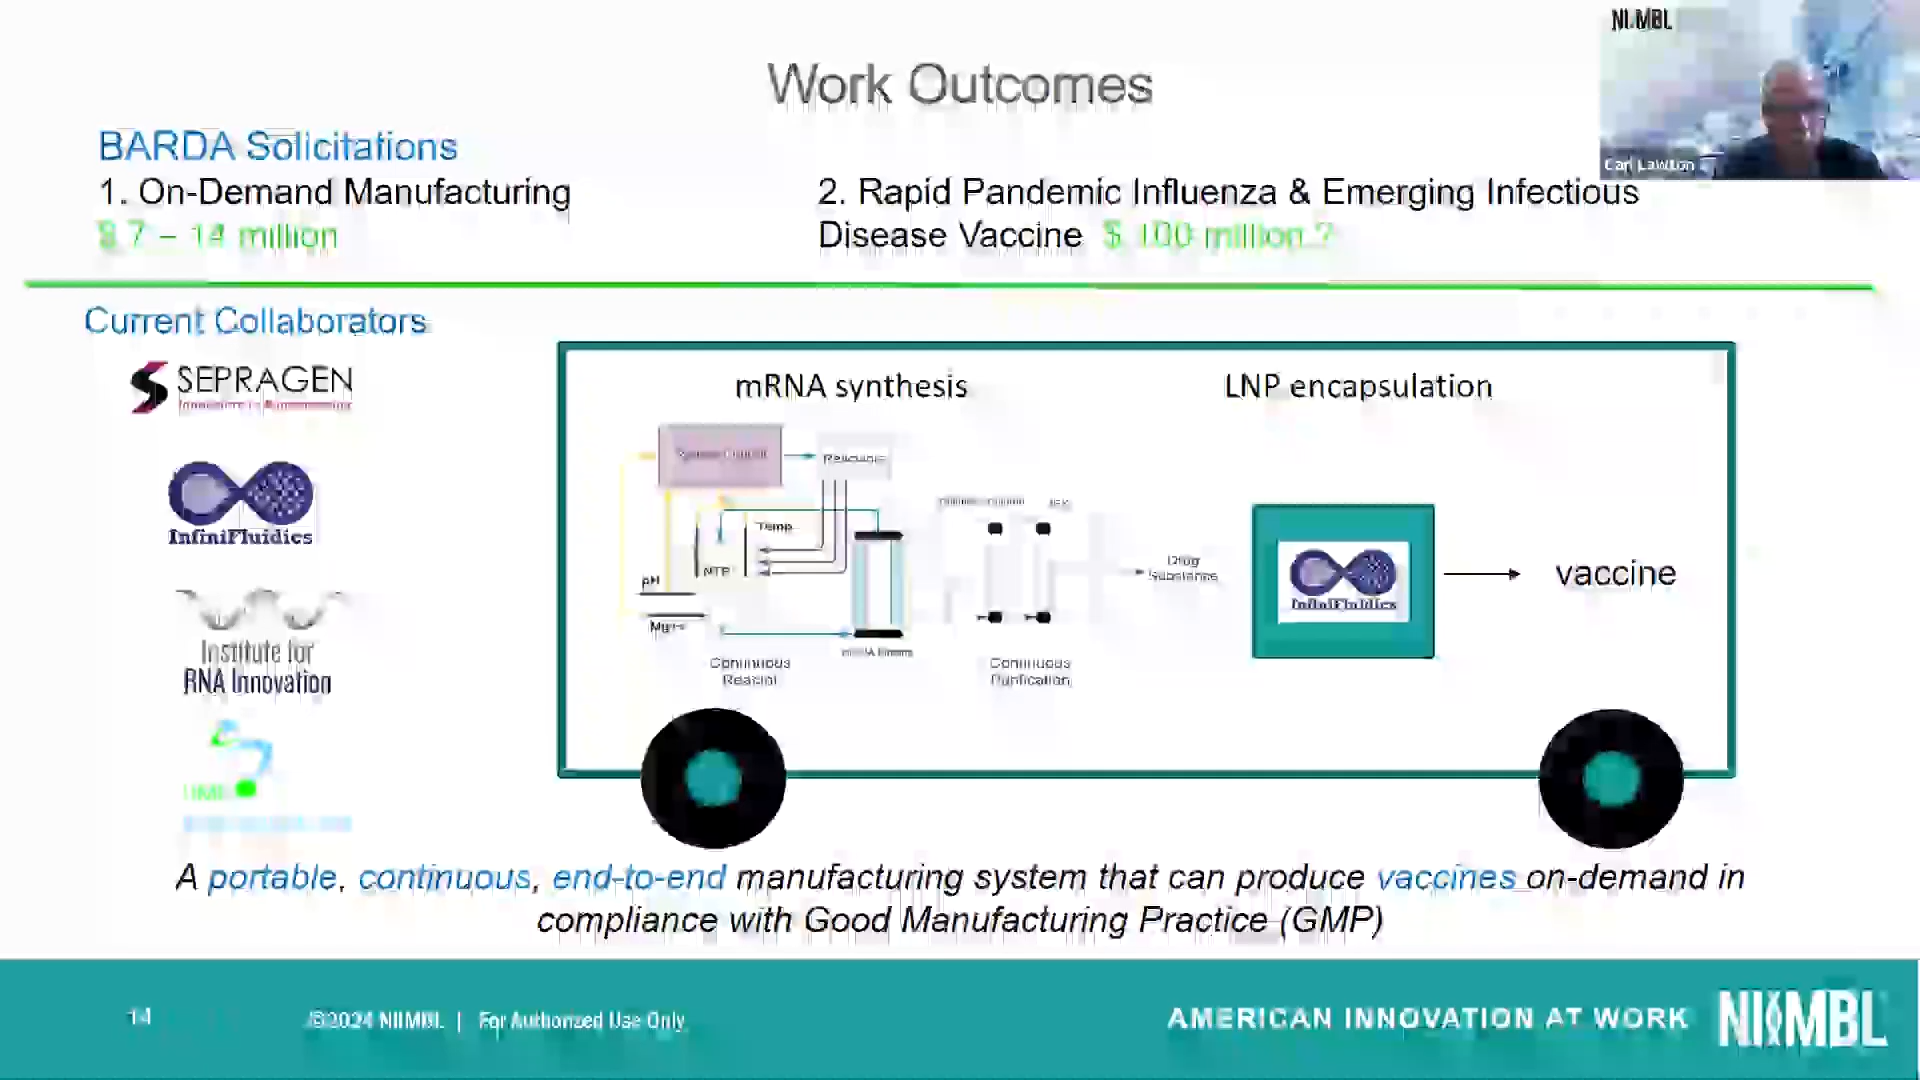 NIIMBL
Work Outcomes
Carl Lawton
BARDA Solicitations
1. On-Demand Manufacturing
$ 7 – 14 million
2. Rapid Pandemic Influenza & Emerging Infectious
Disease Vaccine $ 100 million ?
Current Collaborators
SEPRAGEN
InfiniFluidics
Institute for
RNA Innovation
mRNA synthesis
LNP encapsulation
Temp
NTP
pH
Mg++
Continuous
Reactor
Continuous
Purification
Drug
Substance
InfiniFluidics
vaccine
A portable, continuous, end-to-end manufacturing system that can produce vaccines on-demand in
compliance with Good Manufacturing Practice (GMP)
14
©2024 NIIMBL | For Authorized Use Only
AMERICAN INNOVATION AT WORK
NIIMBL